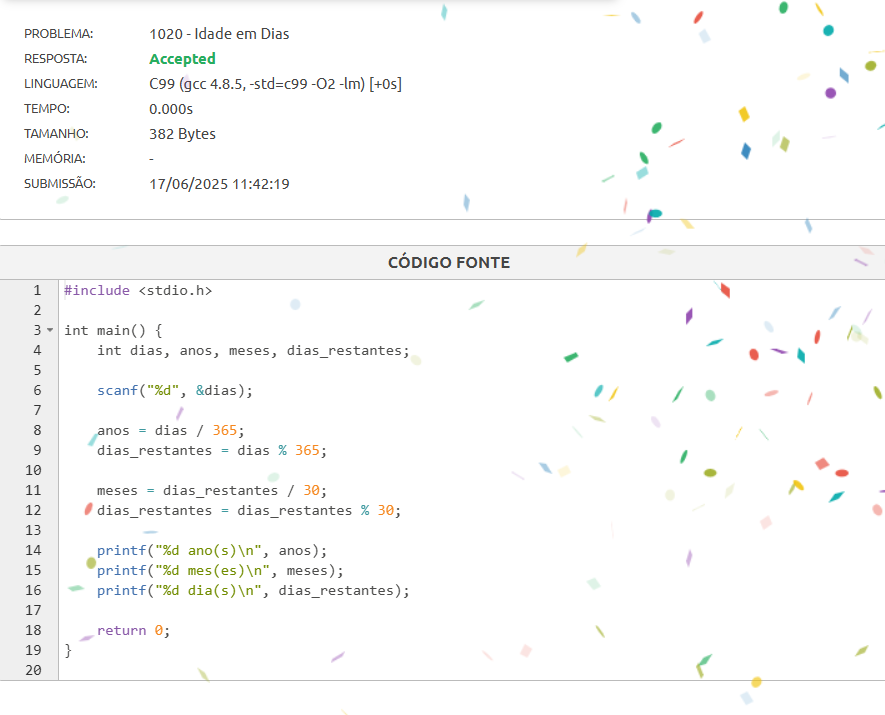 PROBLEMA: 1020 - Idade em Dias
RESPOSTA: Accepted
LINGUAGEM: C99 (gcc 4.8.5, -std=c99 -O2 -lm) [+0s]
TEMPO: 0.000s
TAMANHO: 382 Bytes
MEMÓRIA: -
SUBMISSÃO: 17/06/2025 11:42:19
CÓDIGO FONTE
1 #include <stdio.h>
2
3 int main() {
4     int dias, anos, meses, dias_restantes;
5
6     scanf("%d", &dias);
7
8     anos = dias / 365;
9     dias_restantes = dias % 365;
10
11     meses = dias_restantes / 30;
12     dias_restantes = dias_restantes % 30;
13
14     printf("%d ano(s)\n", anos);
15     printf("%d mes(es)\n", meses);
16     printf("%d dia(s)\n", dias_restantes);
17
18     return 0;
19 }
20